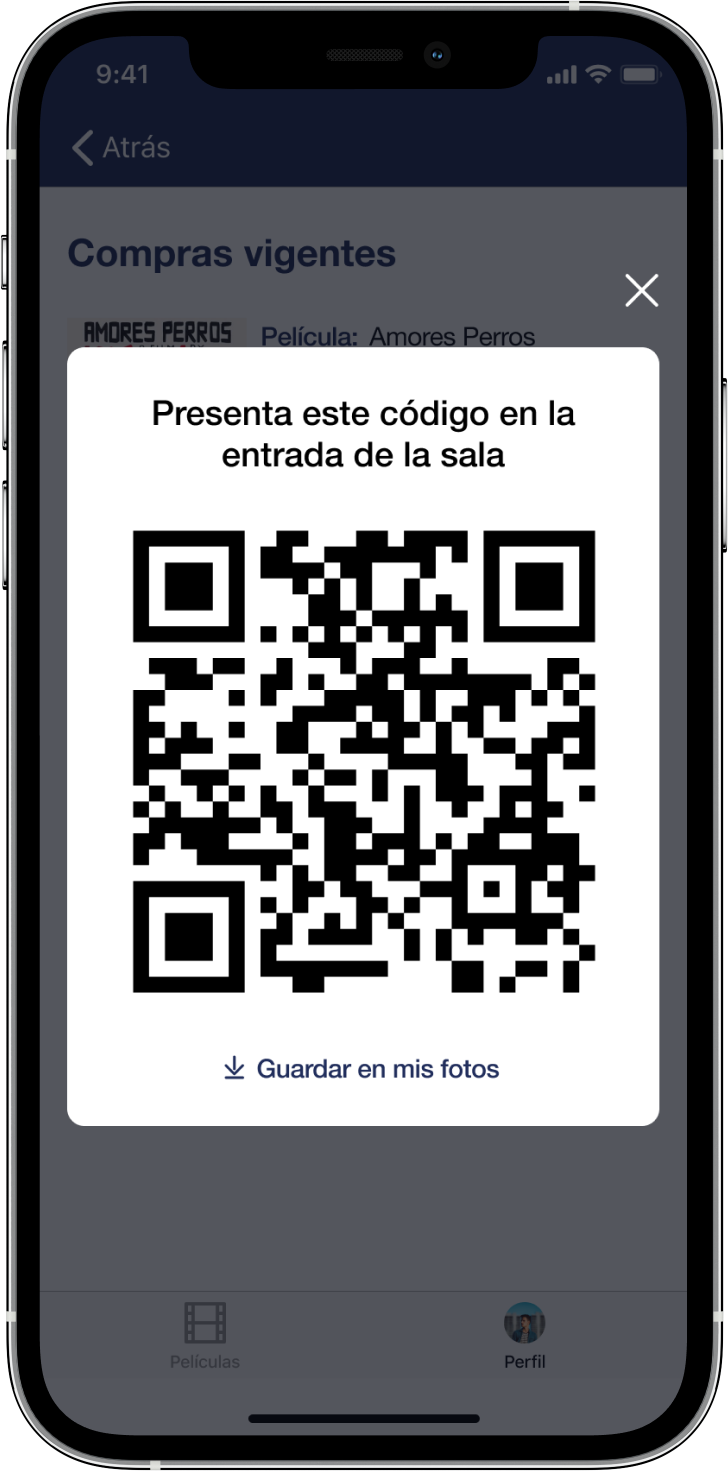 9:41
Atrás
Compras vigentes
AMORES PERROS
Película: Amores Perros
Presenta este código en la
entrada de la sala
Guardar en mis fotos
Películas
Perfil